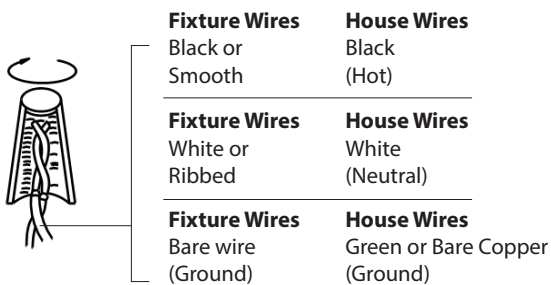 Fixture Wires House Wires
Black or Black
Smooth (Hot)
Fixture Wires House Wires
White or White
Ribbed (Neutral)
Fixture Wires House Wires
Bare wire Green or Bare Copper
(Ground) (Ground)